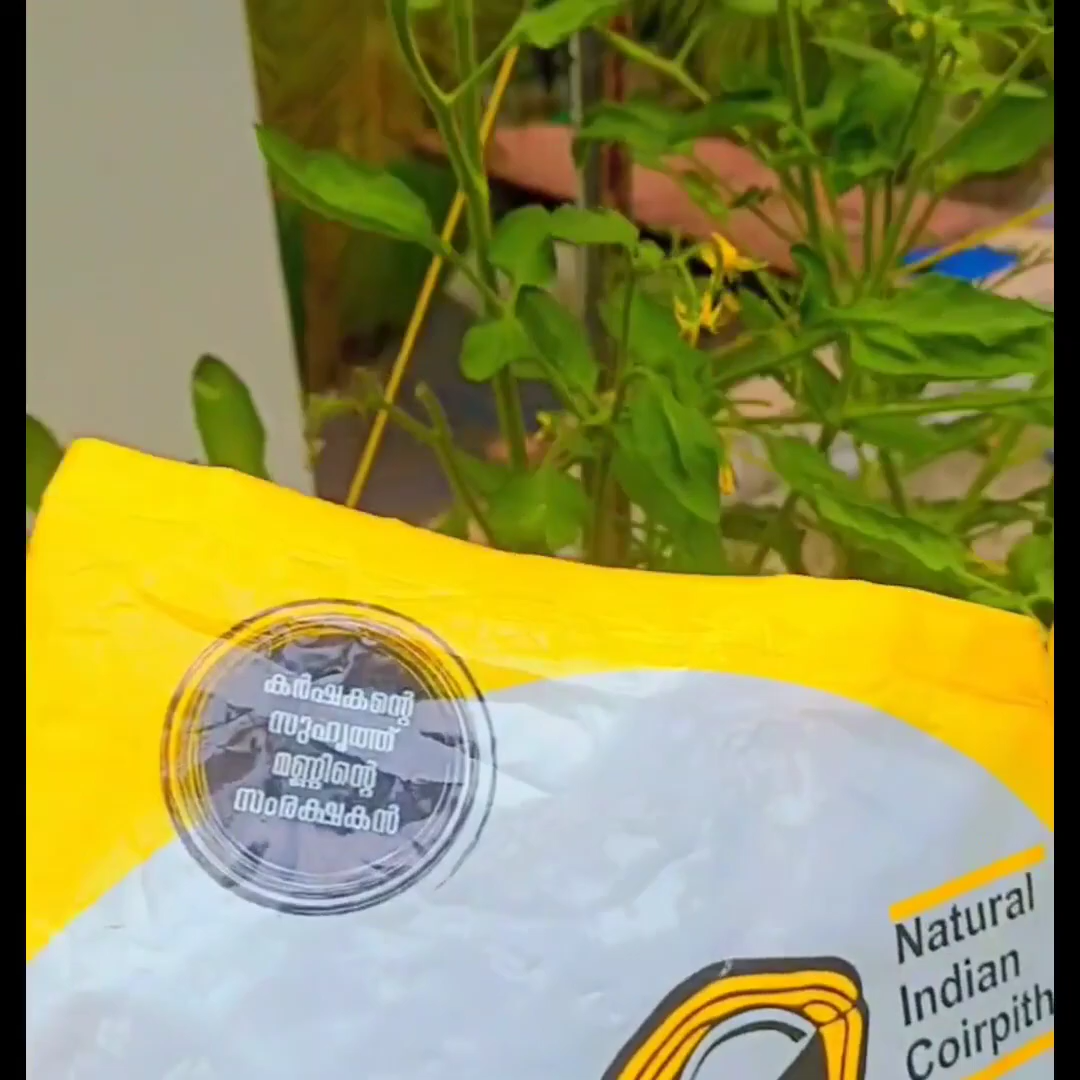 കർഷകന്റെ
സുഹൃത്ത്
മണ്ണിന്റെ
സംരക്ഷകൻ
Natural
Indian
Coirpith